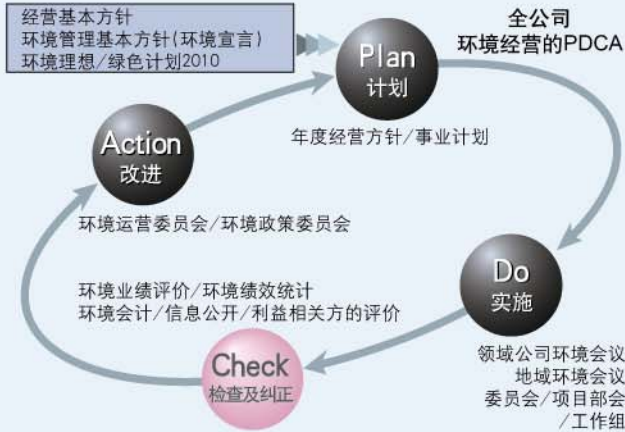 经营基本方针
环境管理基本方针(环境宣言)
环境理想/绿色计划2010
全公司
环境经营的PDCA
Plan
计划
年度经营方针/事业计划
Action
改进
环境运营委员会/环境政策委员会
Do
实施
领域公司环境会议
地域环境会议
委员会/项目部会
/工作组
环境业绩评价/环境绩效统计
环境会计/信息公开/利益相关方的评价
Check
检查及纠正